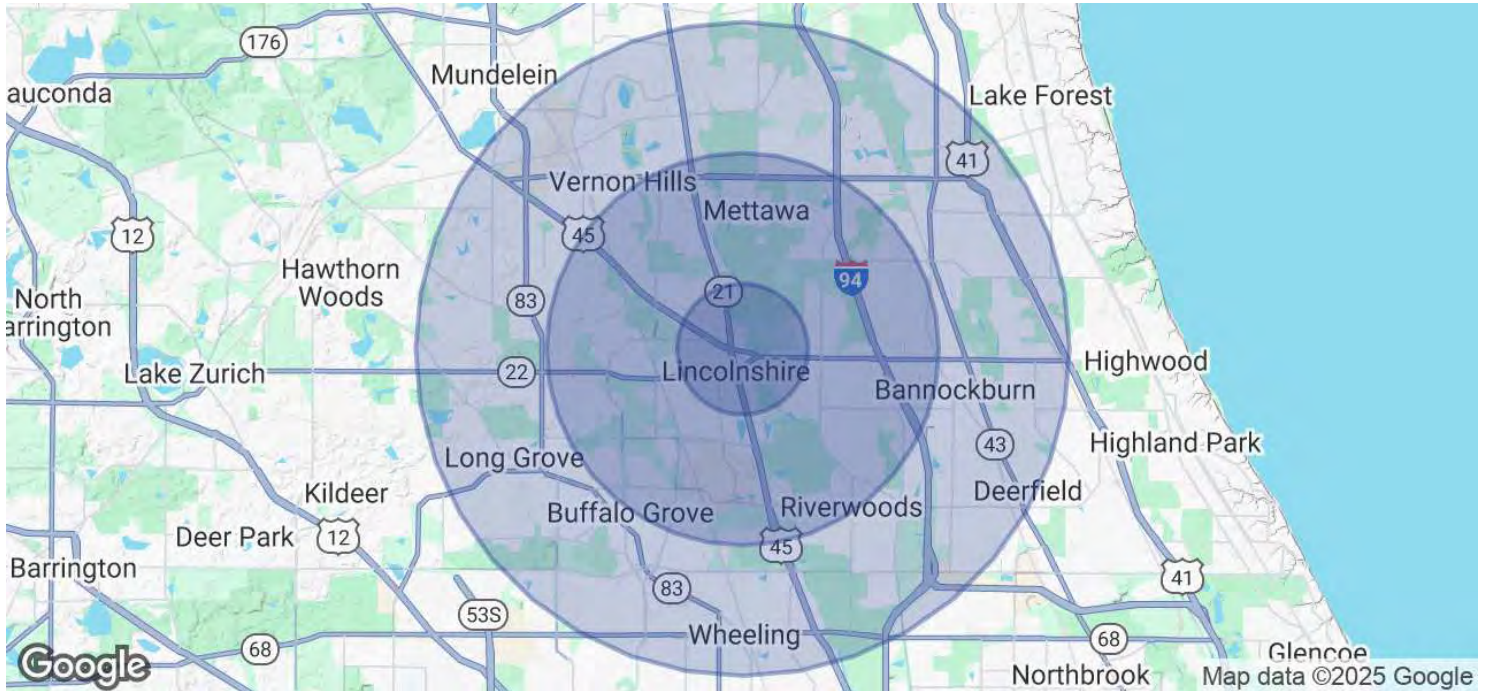 176
Mundelein
auconda
Lake Forest
41
Vernon Hills
Mettawa
12
45
Hawthorn
Woods
94
21
North
arrington
83
Highwood
Lake Zurich
22
Lincolnshire
Bannockburn
43
Highland Park
Long Grove
Kildeer
Deerfield
Riverwoods
Buffalo Grove
Deer Park
12
45
Barrington
41
83
53S
Wheeling
68
68
Glencoe
Northbrook
Google
Map data ©2025 Google